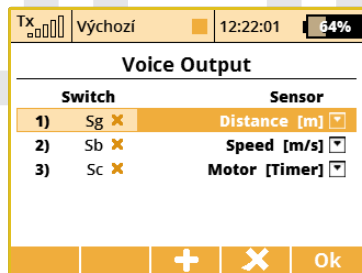 Tx Výchozí 12:22:01 64%
Voice Output
Switch Sensor
1) Sg Distance [m]
2) Sb Speed [m/s]
3) Sc Motor [Timer]
Ok